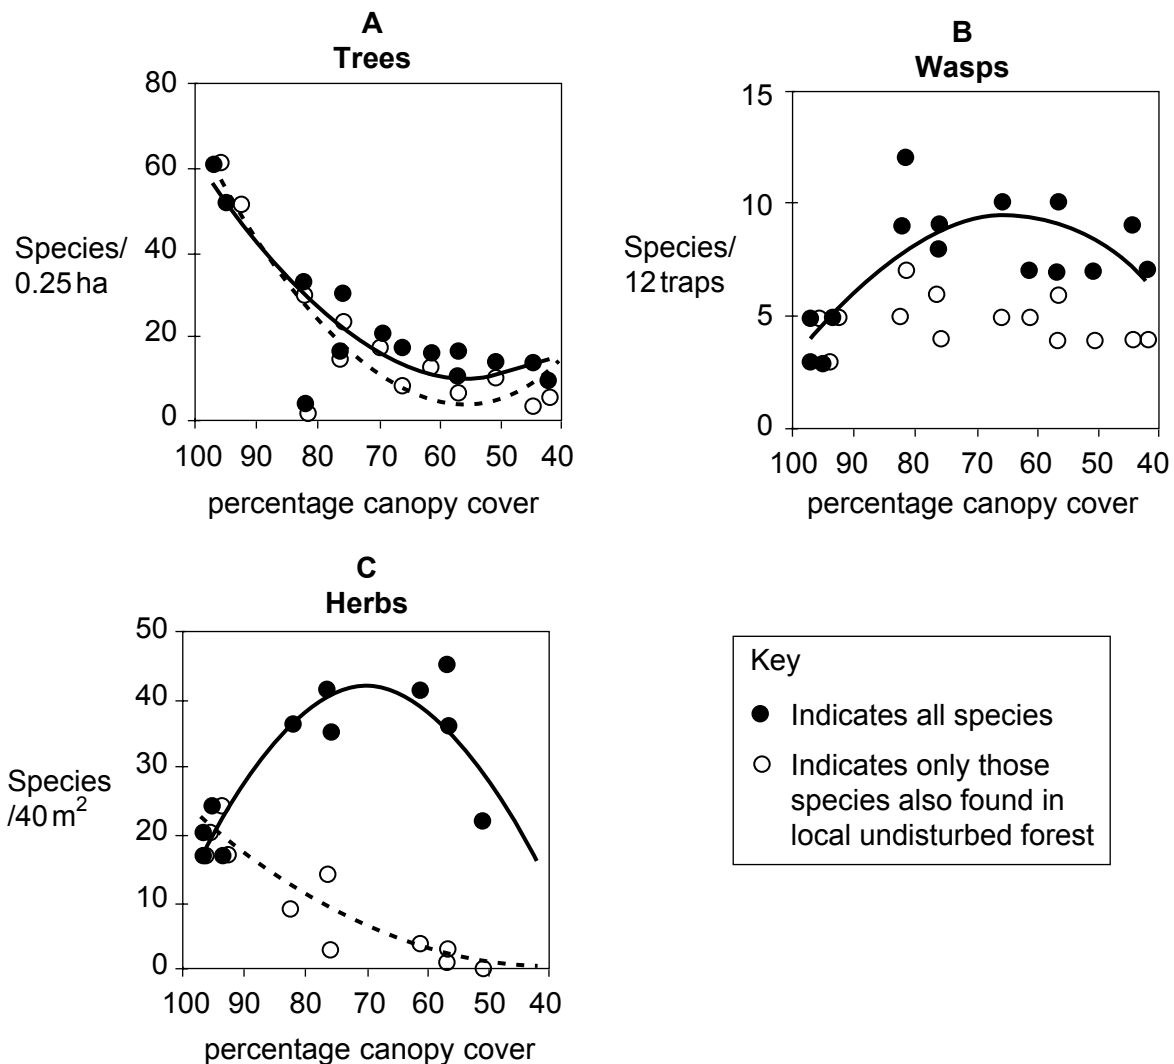 A
Trees
80
60
40
20
0
Species/
0.25 ha
100 90 80 70 60 50 40
percentage canopy cover
B
Wasps
15
10
5
0
Species/
12 traps
100 90 80 70 60 50 40
percentage canopy cover
C
Herbs
50
40
30
20
10
0
Species
/40 m²
100 90 80 70 60 50 40
percentage canopy cover
Key
Indicates all species
Indicates only those
species also found in
local undisturbed forest